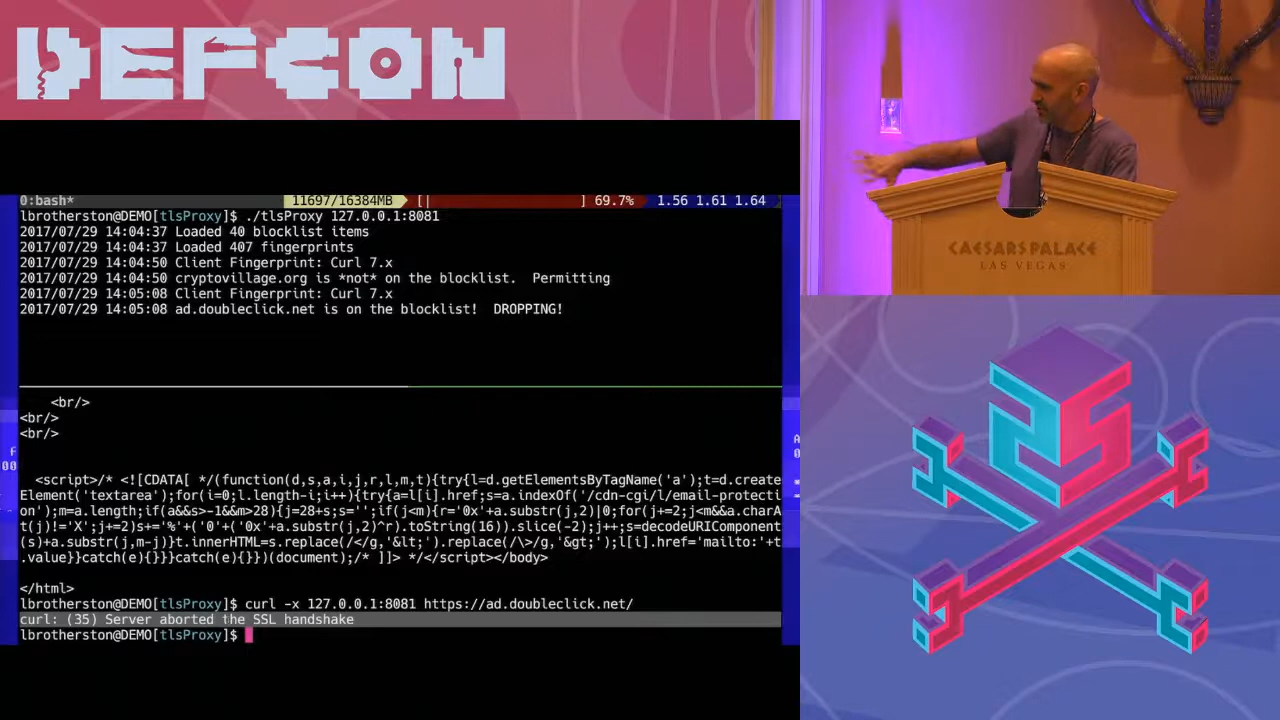 DEFCON
0:bash* 11697/16384MB [| ] 69.7% 1.56 1.61 1.64
lbrotherston@DEMO[tlsProxy]$ ./tlsProxy 127.0.0.1:8081
2017/07/29 14:04:37 Loaded 40 blocklist items
2017/07/29 14:04:37 Loaded 407 fingerprints
2017/07/29 14:04:50 Client Fingerprint: Curl 7.x
2017/07/29 14:04:50 cryptovillage.org is *not* on the blocklist.  Permitting
2017/07/29 14:05:08 Client Fingerprint: Curl 7.x
2017/07/29 14:05:08 ad.doubleclick.net is on the blocklist!  DROPPING!
<br/>
<br/>
<br/>
<script>/* <![CDATA[ */(function(d,s,a,i,j,r,l,m,t){try{l=d.getElementsByTagName('a');t=d.create
Element('textarea');for(i=0;l.length-i;i++){try{a=l[i].href;s=a.indexOf('/cdn-cgi/l/email-protecti
on');m=a.length;if(a&&s>-1&&m>28){j=28+s;s='';if(j<m){r='0x'+a.substr(j,2)|0;for(j+=2;j<m&&a.charA
t(j)!='X';j+=2)s+='%'+('0'+('0x'+a.substr(j,2)^r).toString(16)).slice(-2);j++;s=decodeURIComponent
(s)+a.substr(j,m-j)}t.innerHTML=s.replace(/</g,'&lt;').replace(/\>/g,'&gt;');l[i].href='mailto:'+t
.value}}catch(e){}}}catch(e){}})(document);/* ]]> */</script></body>
</html>
lbrotherston@DEMO[tlsProxy]$ curl -x 127.0.0.1:8081 https://ad.doubleclick.net/
curl: (35) Server aborted the SSL handshake
lbrotherston@DEMO[tlsProxy]$
CAESARS PALACE
LAS VEGAS
25